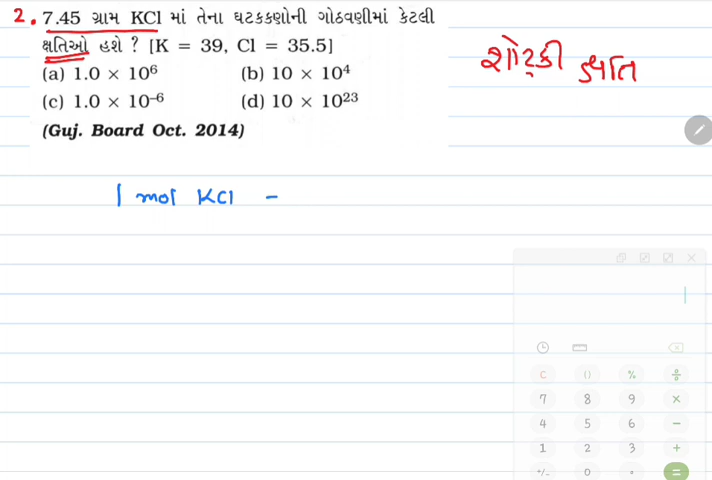 2. 7.45 ગ્રામ KCl માં તેના ઘટકકણોની ગોઠવણીમાં કેટલી
ક્ષતિઓ હશે ? [K = 39, Cl = 35.5]
(a) 1.0 × 10⁶ (b) 10 × 10⁴
(c) 1.0 × 10⁻⁶ (d) 10 × 10²³
(Guj. Board Oct. 2014)
શોટ્કી ક્ષતિ
1 mol KCl -
C () % ÷
7 8 9 ×
4 5 6 −
1 2 3 +
+/− 0 . =